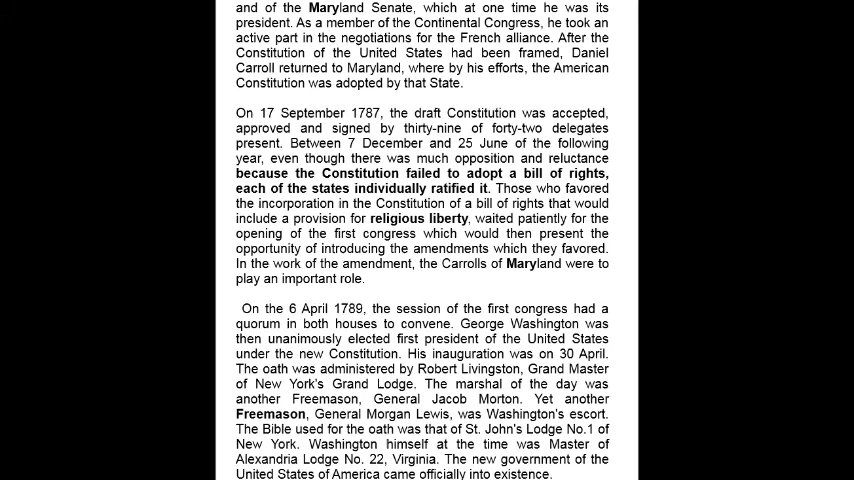 and of the Maryland Senate, which at one time he was its
president. As a member of the Continental Congress, he took an
active part in the negotiations for the French alliance. After the
Constitution of the United States had been framed, Daniel
Carroll returned to Maryland, where by his efforts, the American
Constitution was adopted by that State.
On 17 September 1787, the draft Constitution was accepted,
approved and signed by thirty-nine of forty-two delegates
present. Between 7 December and 25 June of the following
year, even though there was much opposition and reluctance
because the Constitution failed to adopt a bill of rights,
each of the states individually ratified it. Those who favored
the incorporation in the Constitution of a bill of rights that would
include a provision for religious liberty, waited patiently for the
opening of the first congress which would then present the
opportunity of introducing the amendments which they favored.
In the work of the amendment, the Carrolls of Maryland were to
play an important role.
On the 6 April 1789, the session of the first congress had a
quorum in both houses to convene. George Washington was
then unanimously elected first president of the United States
under the new Constitution. His inauguration was on 30 April.
The oath was administered by Robert Livingston, Grand Master
of New York's Grand Lodge. The marshal of the day was
another Freemason, General Jacob Morton. Yet another
Freemason, General Morgan Lewis, was Washington's escort.
The Bible used for the oath was that of St. John's Lodge No.1 of
New York. Washington himself at the time was Master of
Alexandria Lodge No. 22, Virginia. The new government of the
United States of America came officially into existence.